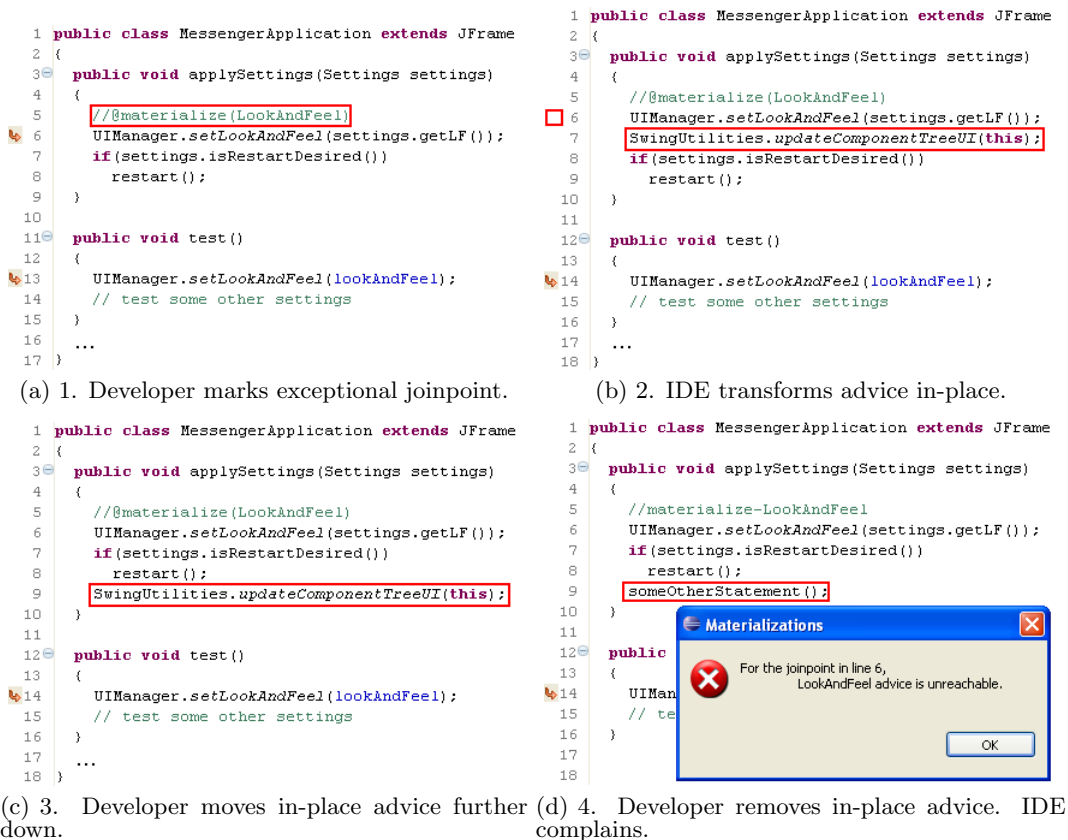 1 public class MessengerApplication extends JFrame
2 {
3 public void applySettings(Settings settings)
4 {
5 //@materialize(LookAndFeel)
6 UIManager.setLookAndFeel(settings.getLF());
7 if(settings.isRestartDesired())
8 restart();
9 }
10
11 public void test()
12 {
13 UIManager.setLookAndFeel(lookAndFeel);
14 // test some other settings
15 }
16 ...
17 }
(a) 1. Developer marks exceptional joinpoint.
1 public class MessengerApplication extends JFrame
2 {
3 public void applySettings(Settings settings)
4 {
5 //@materialize(LookAndFeel)
6 UIManager.setLookAndFeel(settings.getLF());
7 SwingUtilities.updateComponentTreeUI(this);
8 if(settings.isRestartDesired())
9 restart();
10 }
11
12 public void test()
13 {
14 UIManager.setLookAndFeel(lookAndFeel);
15 // test some other settings
16 }
17 ...
18 }
(b) 2. IDE transforms advice in-place.
1 public class MessengerApplication extends JFrame
2 {
3 public void applySettings(Settings settings)
4 {
5 //@materialize(LookAndFeel)
6 UIManager.setLookAndFeel(settings.getLF());
7 if(settings.isRestartDesired())
8 restart();
9 SwingUtilities.updateComponentTreeUI(this);
10 }
11
12 public void test()
13 {
14 UIManager.setLookAndFeel(lookAndFeel);
15 // test some other settings
16 }
17 ...
18 }
(c) 3. Developer moves in-place advice further
down.
1 public class MessengerApplication extends JFrame
2 {
3 public void applySettings(Settings settings)
4 {
5 //materialize-LookAndFeel
6 UIManager.setLookAndFeel(settings.getLF());
7 if(settings.isRestartDesired())
8 restart();
9 someOtherStatement();
10 }
11
12 public
13 {
14 UIMan
15 // te
16 }
17
18
Materializations
For the joinpoint in line 6,
LookAndFeel advice is unreachable.
OK
(d) 4. Developer removes in-place advice. IDE
complains.